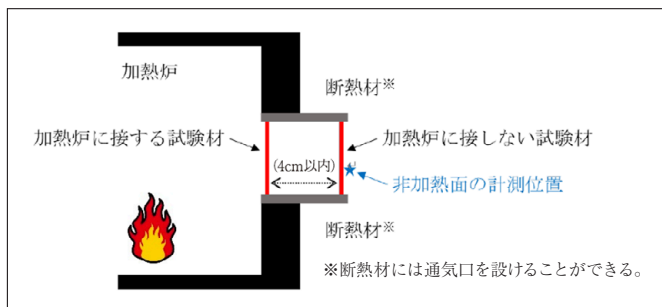 加熱炉
断熱材※
加熱炉に接する試験材
加熱炉に接しない試験材
(4cm以内)
非加熱面の計測位置
断熱材※
※断熱材には通気口を設けることができる。